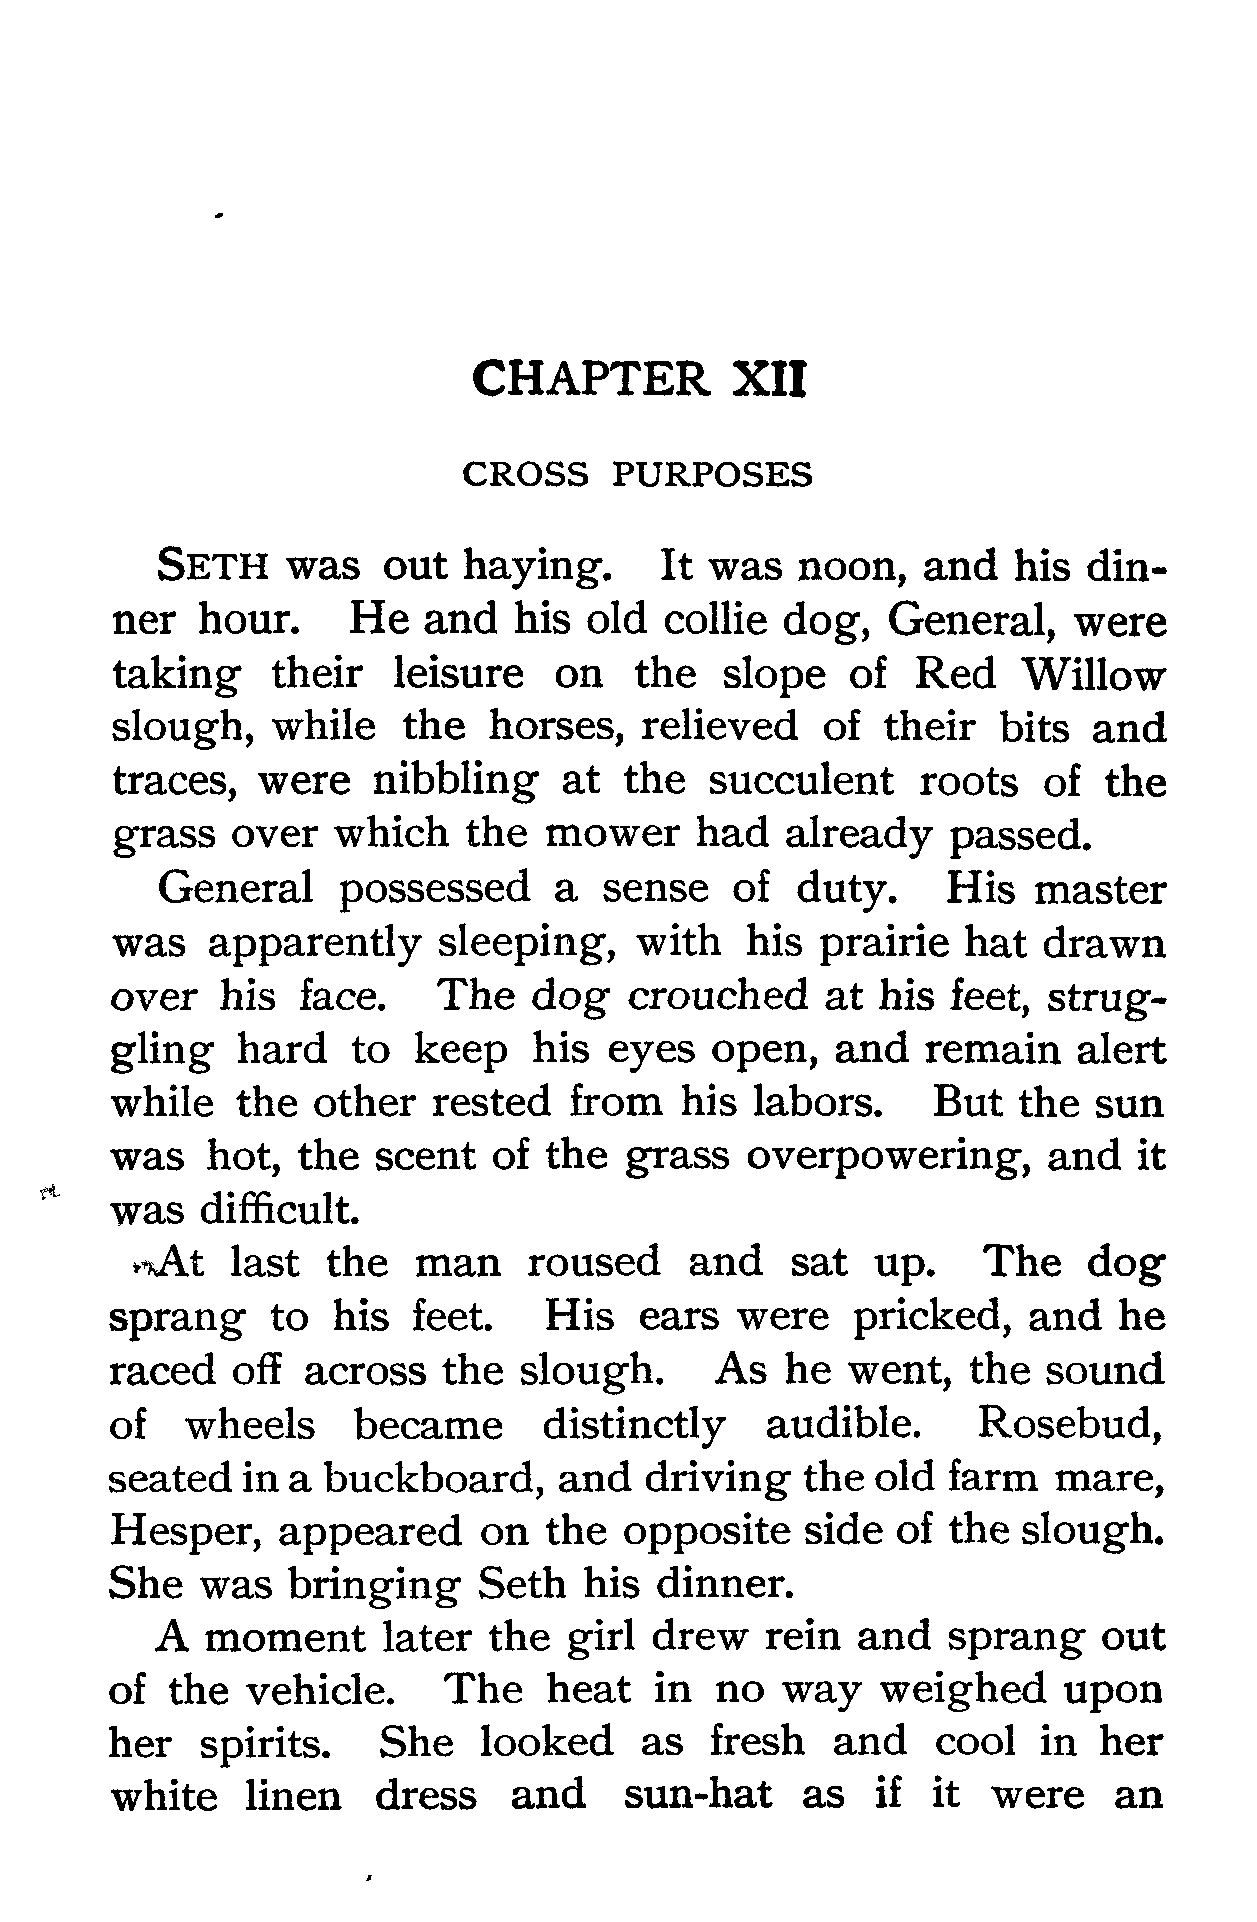 CHAPTER XII
CROSS PURPOSES
SETH was out haying. It was noon, and his din-
ner hour. He and his old collie dog, General, were
taking their leisure on the slope of Red Willow
slough, while the horses, relieved of their bits and
traces, were nibbling at the succulent roots of the
grass over which the mower had already passed.
General possessed a sense of duty. His master
was apparently sleeping, with his prairie hat drawn
over his face. The dog crouched at his feet, strug-
gling hard to keep his eyes open, and remain alert
while the other rested from his labors. But the sun
was hot, the scent of the grass overpowering, and it
was difficult.
At last the man roused and sat up. The dog
sprang to his feet. His ears were pricked, and he
raced off across the slough. As he went, the sound
of wheels became distinctly audible. Rosebud,
seated in a buckboard, and driving the old farm mare,
Hesper, appeared on the opposite side of the slough.
She was bringing Seth his dinner.
A moment later the girl drew rein and sprang out
of the vehicle. The heat in no way weighed upon
her spirits. She looked as fresh and cool in her
white linen dress and sun-hat as if it were an